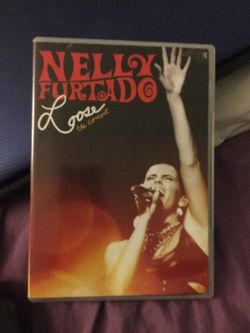 NELLY
FURTADO
Loose
the concert